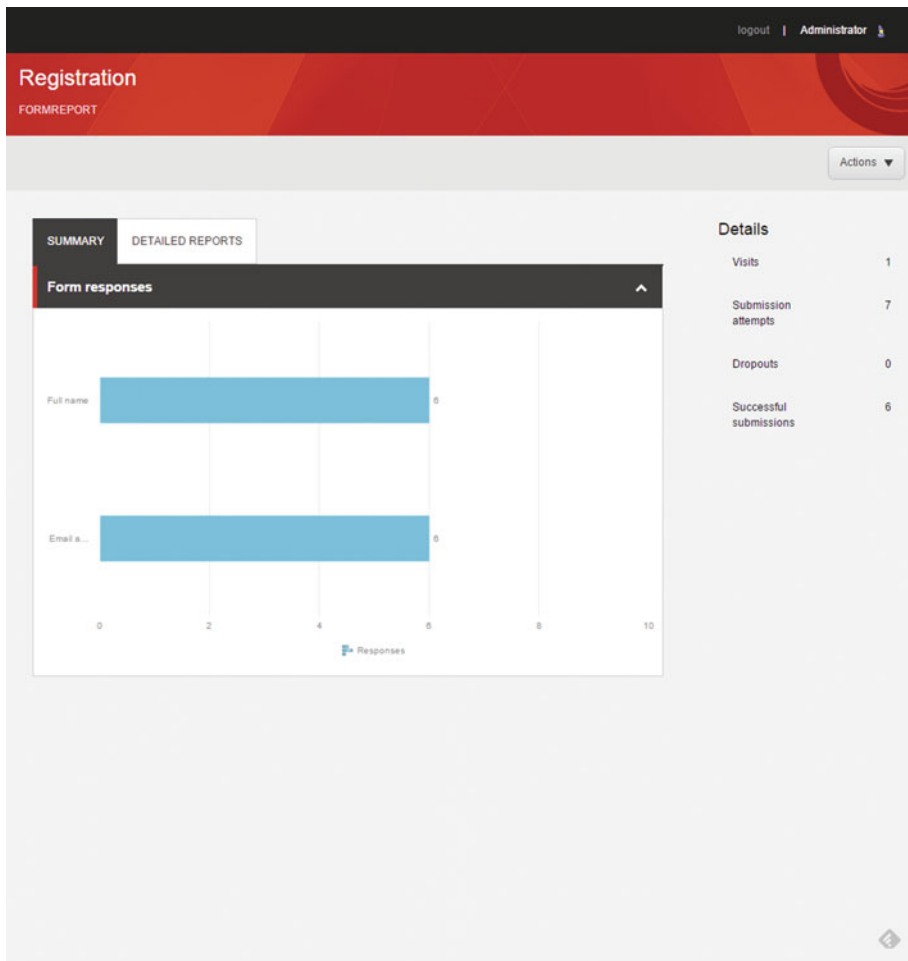 logout | Administrator
Registration
FORMREPORT
Actions
SUMMARY
DETAILED REPORTS
Form responses
Full name
6
Email a...
6
0 2 4 6 8 10
Responses
Details
Visits 1
Submission 7
attempts
Dropouts 0
Successful 6
submissions